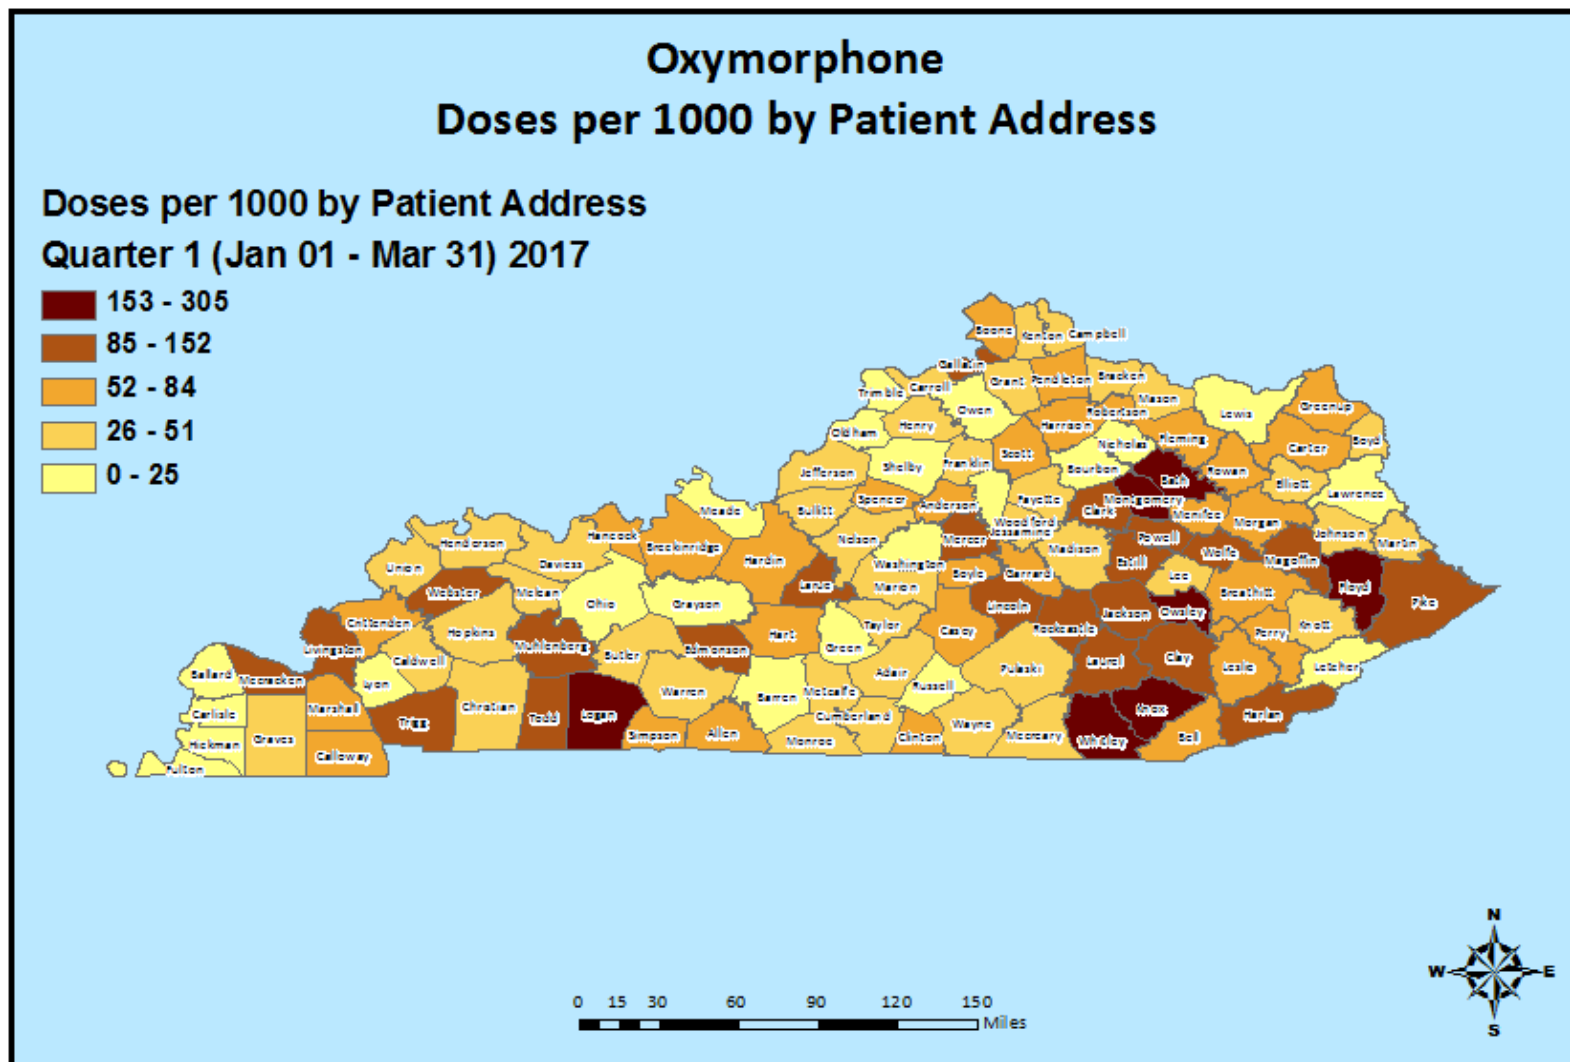 Oxymorphone
Doses per 1000 by Patient Address
Doses per 1000 by Patient Address
Quarter 1 (Jan 01 - Mar 31) 2017
153 - 305
85 - 152
52 - 84
26 - 51
0 - 25
Boone
Kenton
Campbell
Gallatin
Carroll
Trimble
Grant
Pendleton
Bracken
Mason
Owen
Robertson
Lewis
Greenup
Oldham
Henry
Harrison
Nicholas
Fleming
Carter
Boyd
Jefferson
Shelby
Franklin
Scott
Bourbon
Rowan
Bath
Elliott
Lawrence
Spencer
Anderson
Fayette
Montgomery
Meade
Bullitt
Woodford
Clark
Menifee
Morgan
Hancock
Breckinridge
Nelson
Mercer
Jessamine
Madison
Powell
Wolfe
Johnson
Martin
Henderson
Daviess
Hardin
Washington
Estill
Magoffin
Union
Webster
Mclean
Larue
Marion
Boyle
Garrard
Lee
Breathitt
Floyd
Pike
Ohio
Grayson
Lincoln
Jackson
Owsley
Crittenden
Hopkins
Muhlenberg
Hart
Taylor
Casey
Rockcastle
Perry
Knott
Livingston
Caldwell
Butler
Edmonson
Green
Pulaski
Laurel
Clay
Leslie
Letcher
Ballard
Mccracken
Lyon
Warren
Barren
Metcalfe
Adair
Russell
Carlisle
Marshall
Trigg
Christian
Todd
Logan
Cumberland
Wayne
Knox
Harlan
Hickman
Graves
Calloway
Simpson
Allen
Monroe
Clinton
Mccreary
Whitley
Bell
Fulton
N
W
E
S
0 15 30 60 90 120 150
Miles